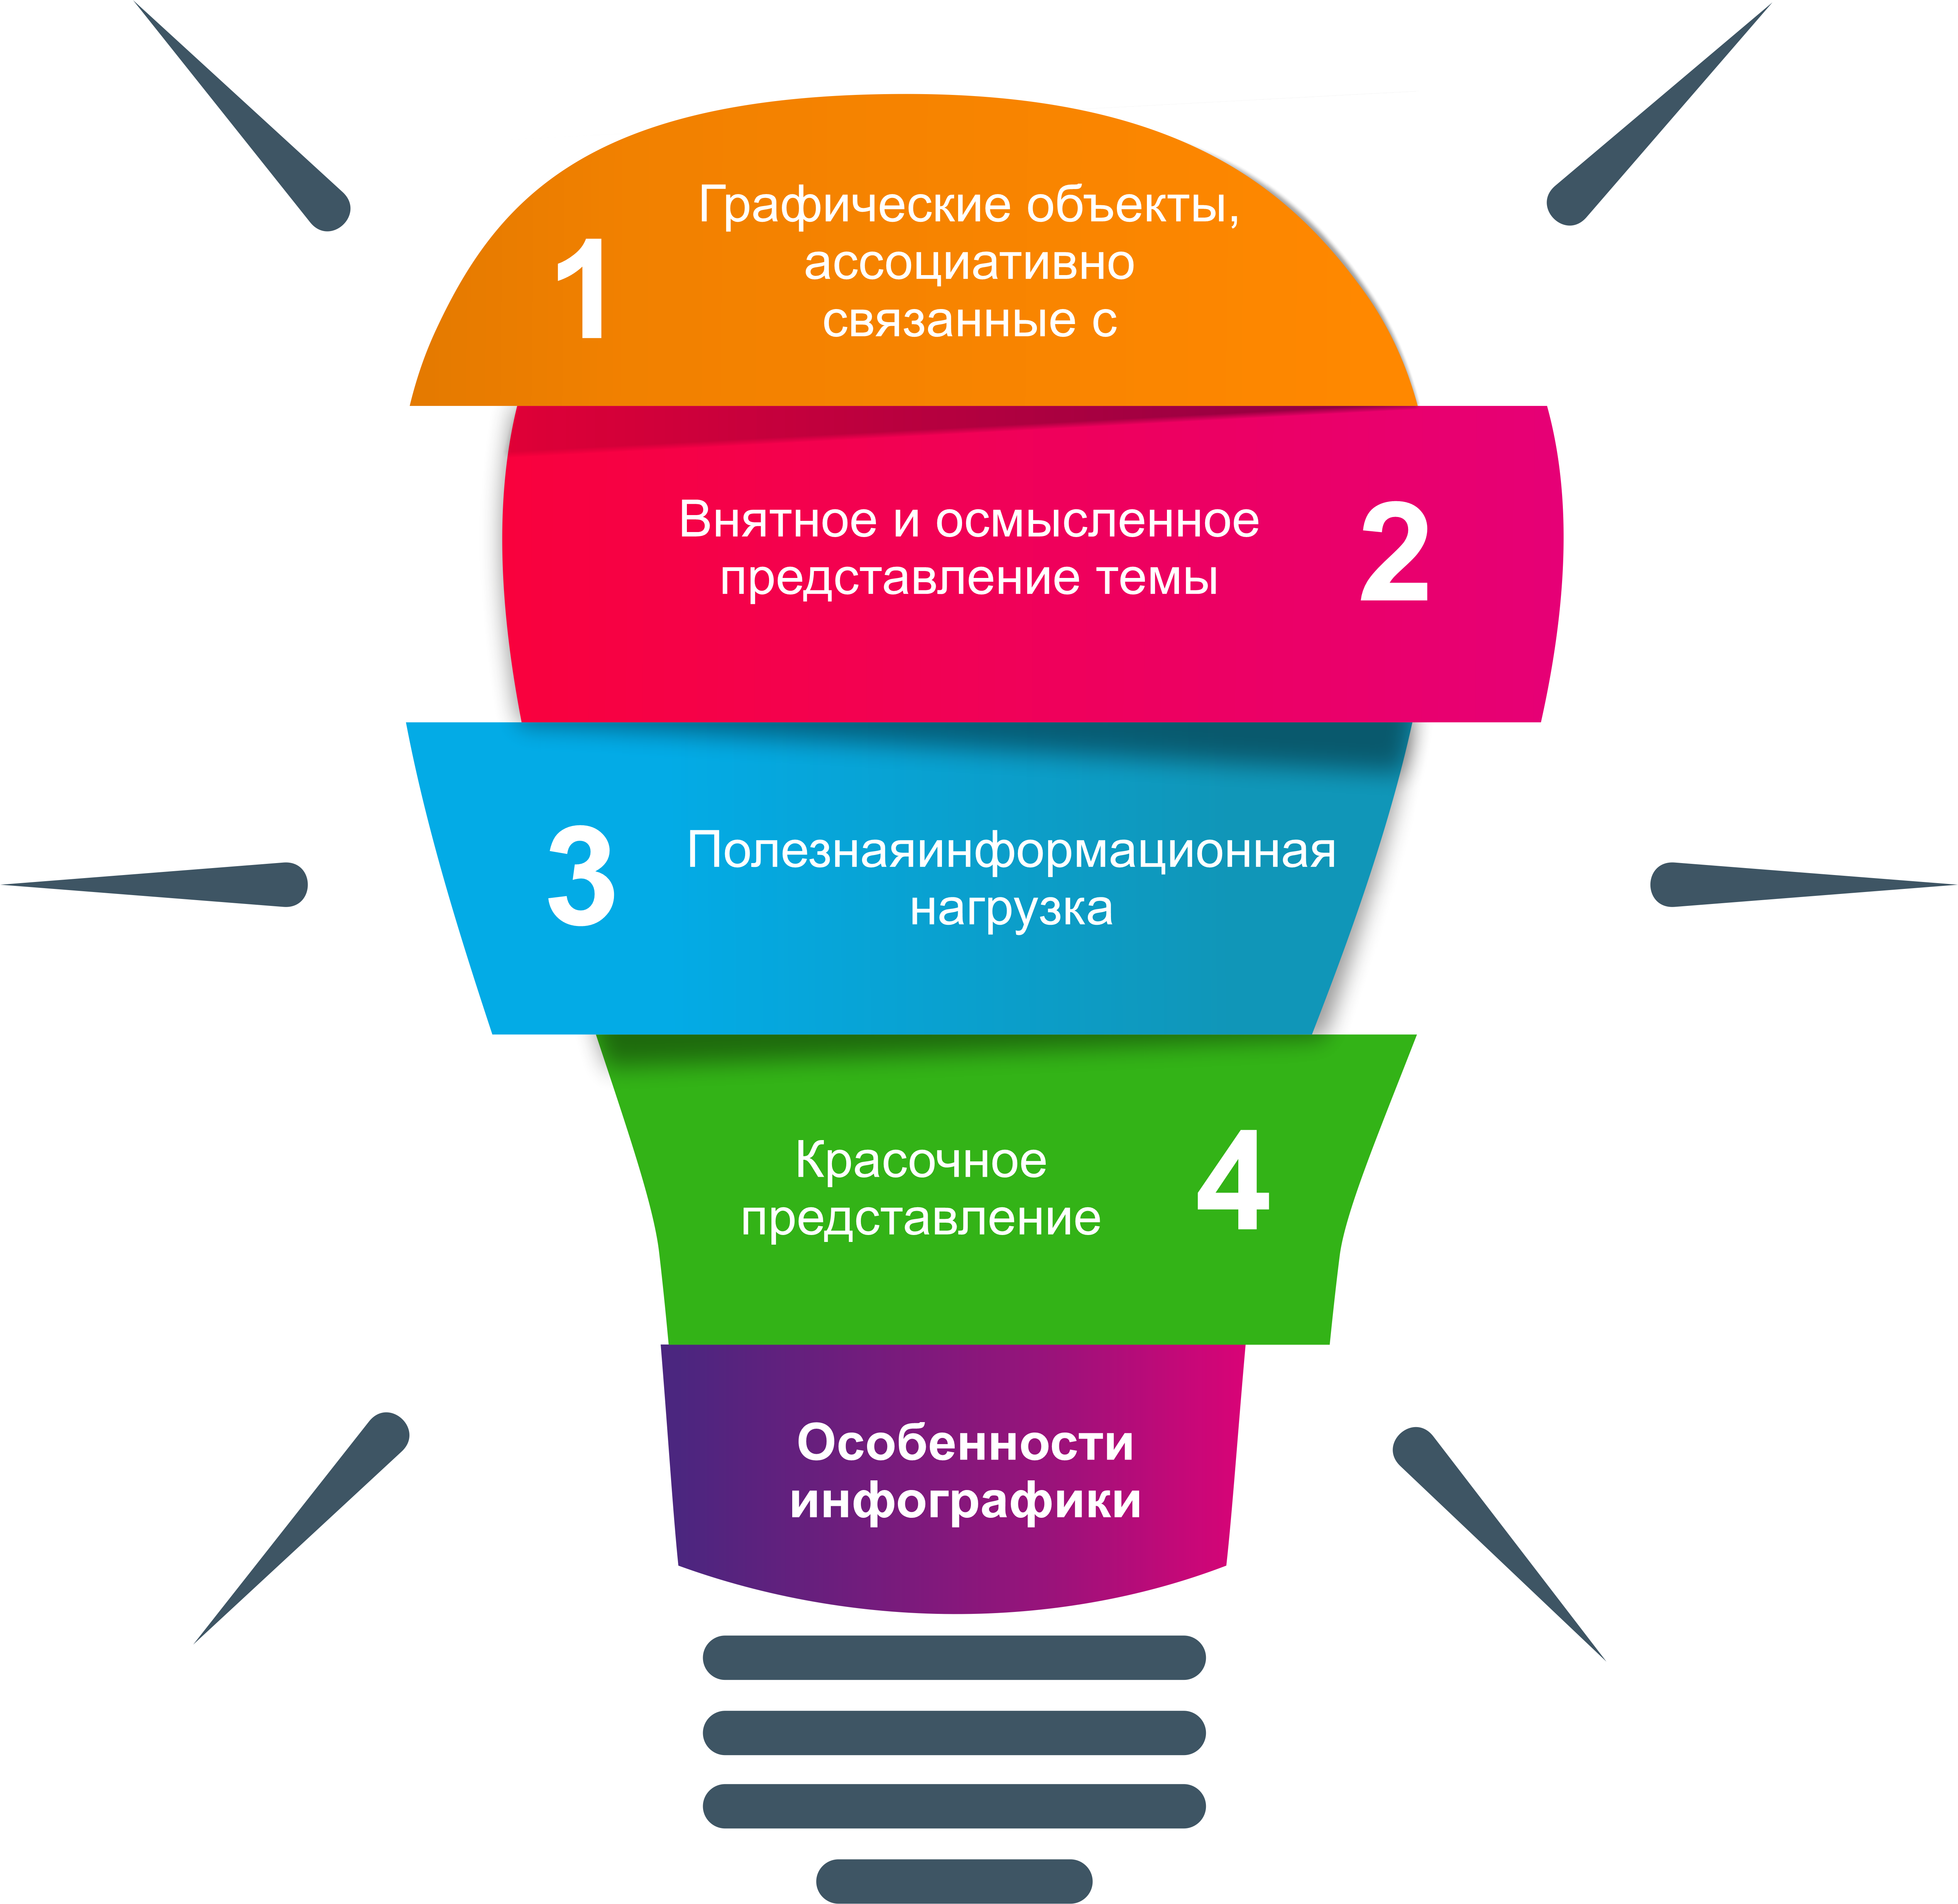 1
Графические объекты,
ассоциативно
связанные с
Внятное и осмысленное
представление темы
2
3
Полезнаяинформационная
нагрузка
Красочное
представление
4
Особенности
инфографики